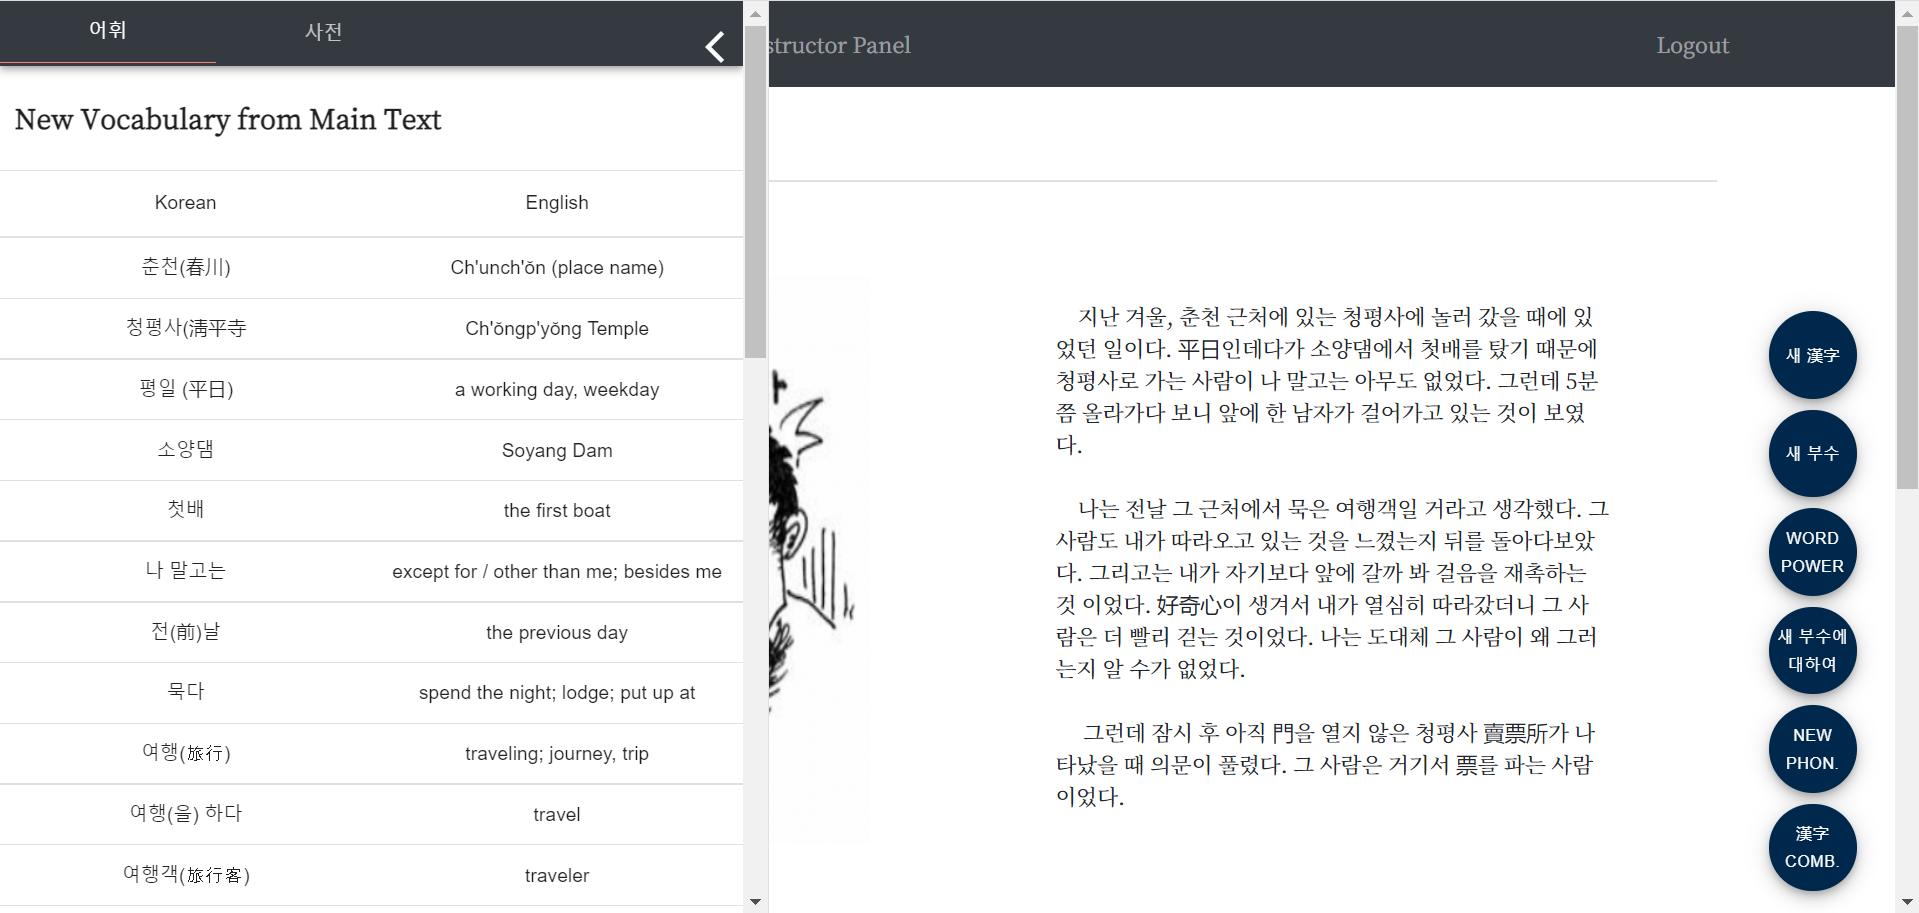 어휘 사전
New Vocabulary from Main Text
Korean English
춘천(春川) Ch'unch'ŏn (place name)
청평사(淸平寺 Ch'ŏngp'yŏng Temple
평일 (平日) a working day, weekday
소양댐 Soyang Dam
첫배 the first boat
나 말고는 except for / other than me; besides me
전(前)날 the previous day
묵다 spend the night; lodge; put up at
여행(旅行) traveling; journey, trip
여행(을) 하다 travel
여행객(旅行客) traveler
structor Panel Logout
지난 겨울, 춘천 근처에 있는 청평사에 놀러 갔을 때에 있
었던 일이다. 平日인데다가 소양댐에서 첫배를 탔기 때문에
청평사로 가는 사람이 나 말고는 아무도 없었다. 그런데 5분
쯤 올라가다 보니 앞에 한 남자가 걸어가고 있는 것이 보였
다.
나는 전날 그 근처에서 묵은 여행객일 거라고 생각했다. 그
사람도 내가 따라오고 있는 것을 느꼈는지 뒤를 돌아다보았
다. 그리고는 내가 자기보다 앞에 갈까 봐 걸음을 재촉하는
것 이었다. 好奇心이 생겨서 내가 열심히 따라갔더니 그 사
람은 더 빨리 걷는 것이었다. 나는 도대체 그 사람이 왜 그러
는지 알 수가 없었다.
그런데 잠시 후 아직 門을 열지 않은 청평사 賣票所가 나
타났을 때 의문이 풀렸다. 그 사람은 거기서 票를 파는 사람
이었다.
새 漢字
새 부수
WORD
POWER
새 부수에
대하여
NEW
PHON.
漢字
COMB.